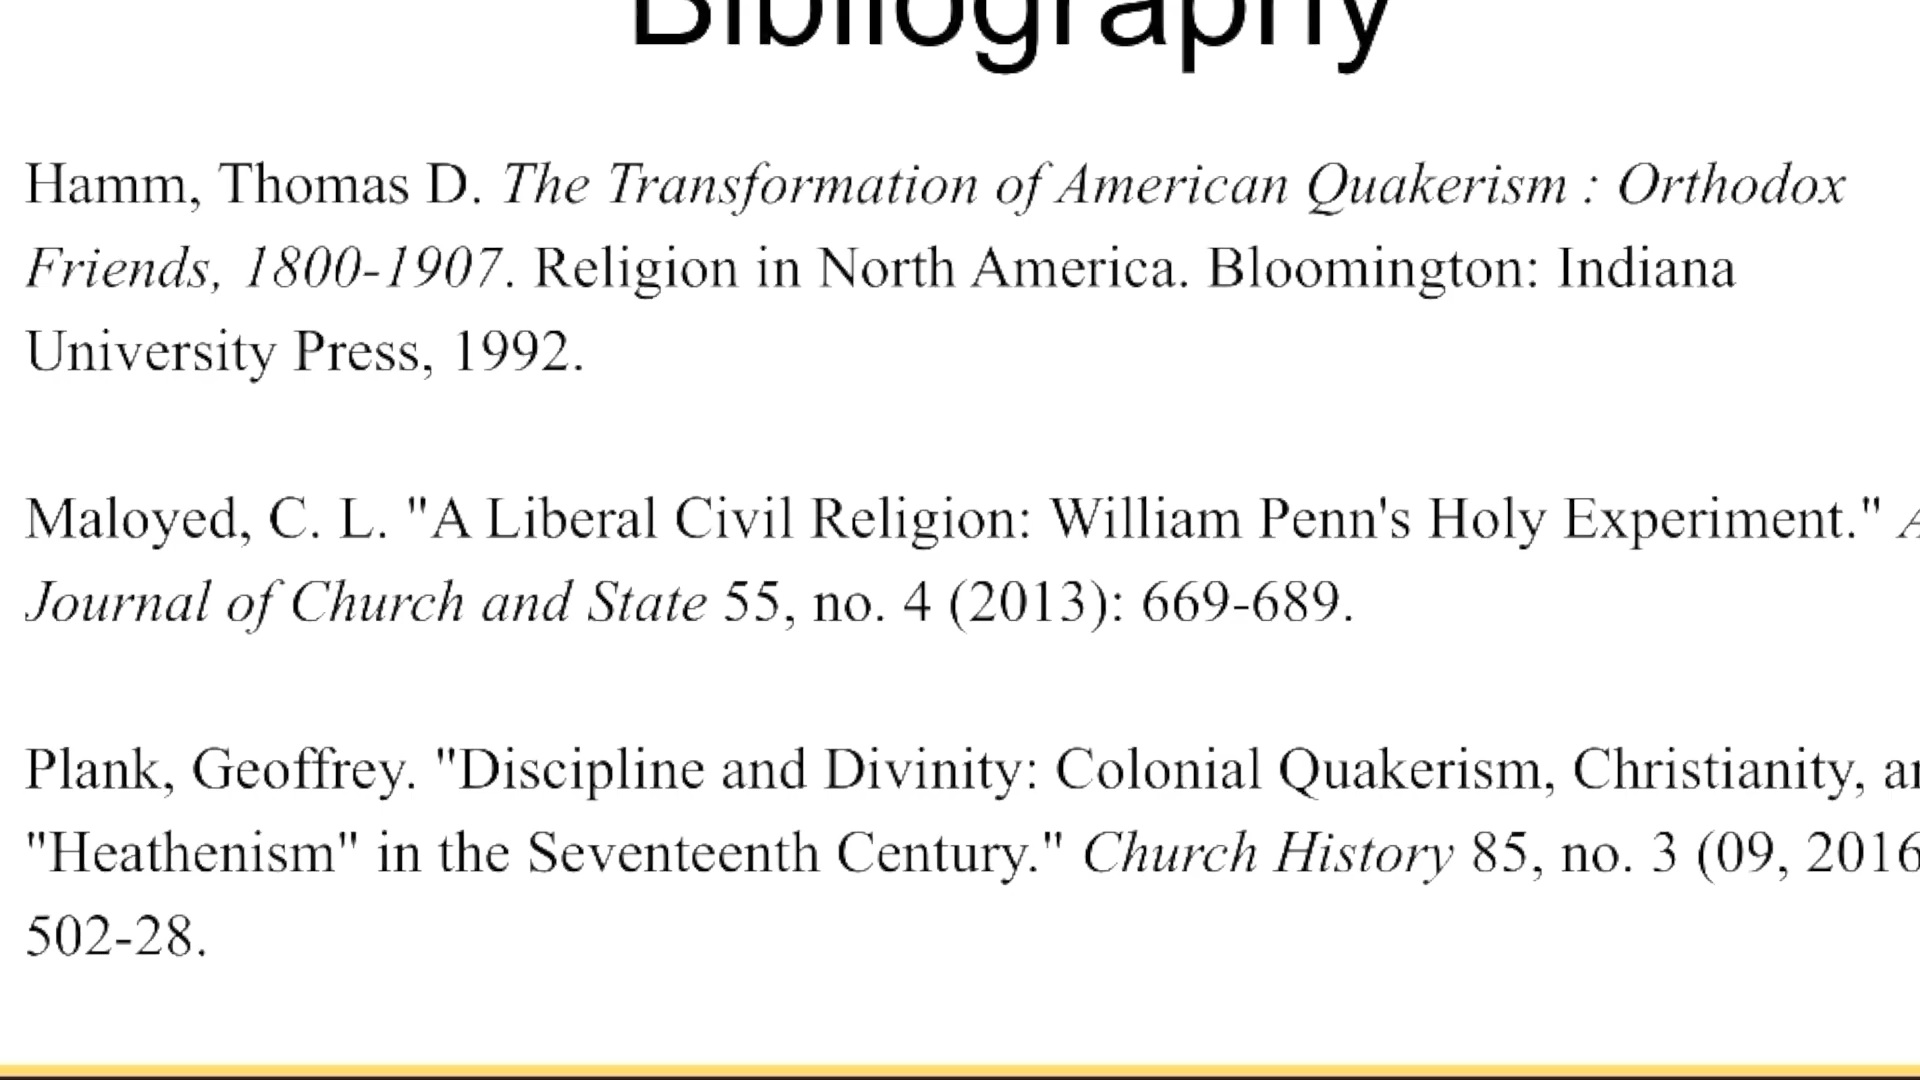 Bibliography
Hamm, Thomas D. The Transformation of American Quakerism : Orthodox
Friends, 1800-1907. Religion in North America. Bloomington: Indiana
University Press, 1992.
Maloyed, C. L. "A Liberal Civil Religion: William Penn's Holy Experiment."
Journal of Church and State 55, no. 4 (2013): 669-689.
Plank, Geoffrey. "Discipline and Divinity: Colonial Quakerism, Christianity,
"Heathenism" in the Seventeenth Century." Church History 85, no. 3 (09, 2016
502-28.